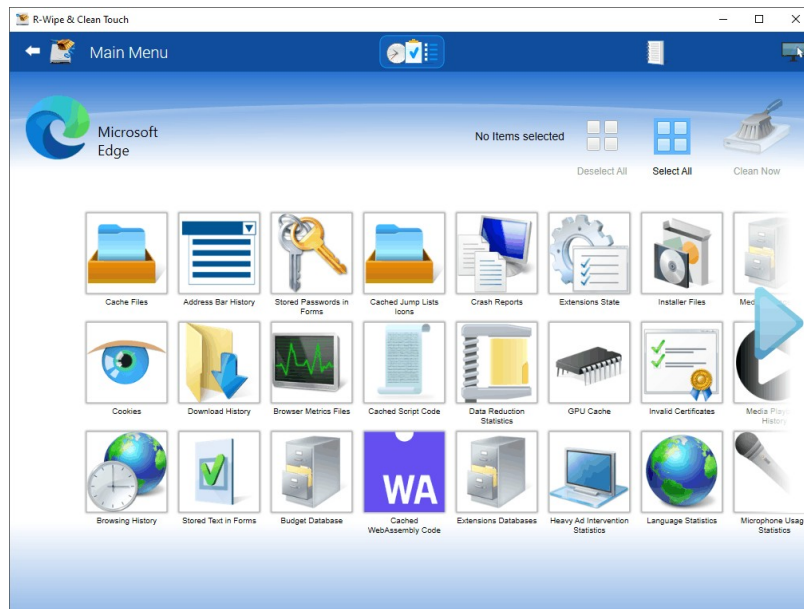 R-Wipe & Clean Touch
Main Menu
Microsoft
Edge
No Items selected
Deselect All
Select All
Clean Now
Cache Files
Address Bar History
Stored Passwords in
Forms
Cached Jump Lists
Icons
Crash Reports
Extensions State
Installer Files
Cookies
Download History
Browser Metrics Files
Cached Script Code
Data Reduction
Statistics
GPU Cache
Invalid Certificates
Media Play
History
Browsing History
Stored Text in Forms
Budget Database
WA
Cached
WebAssembly Code
Extensions Databases
Heavy Ad Intervention
Statistics
Language Statistics
Microphone Usag
Statistics